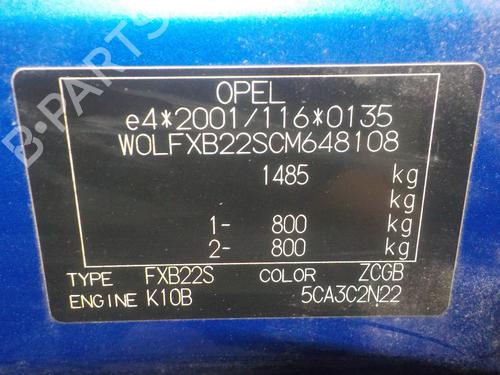 B-PARTS
OPEL
e4*2001/116*0135
WOLFXB22SCM648108
1485 kg
kg
1- 800 kg
2- 800 kg
TYPE FXB22S COLOR ZCGB
ENGINE K10B 5CA3C2N22